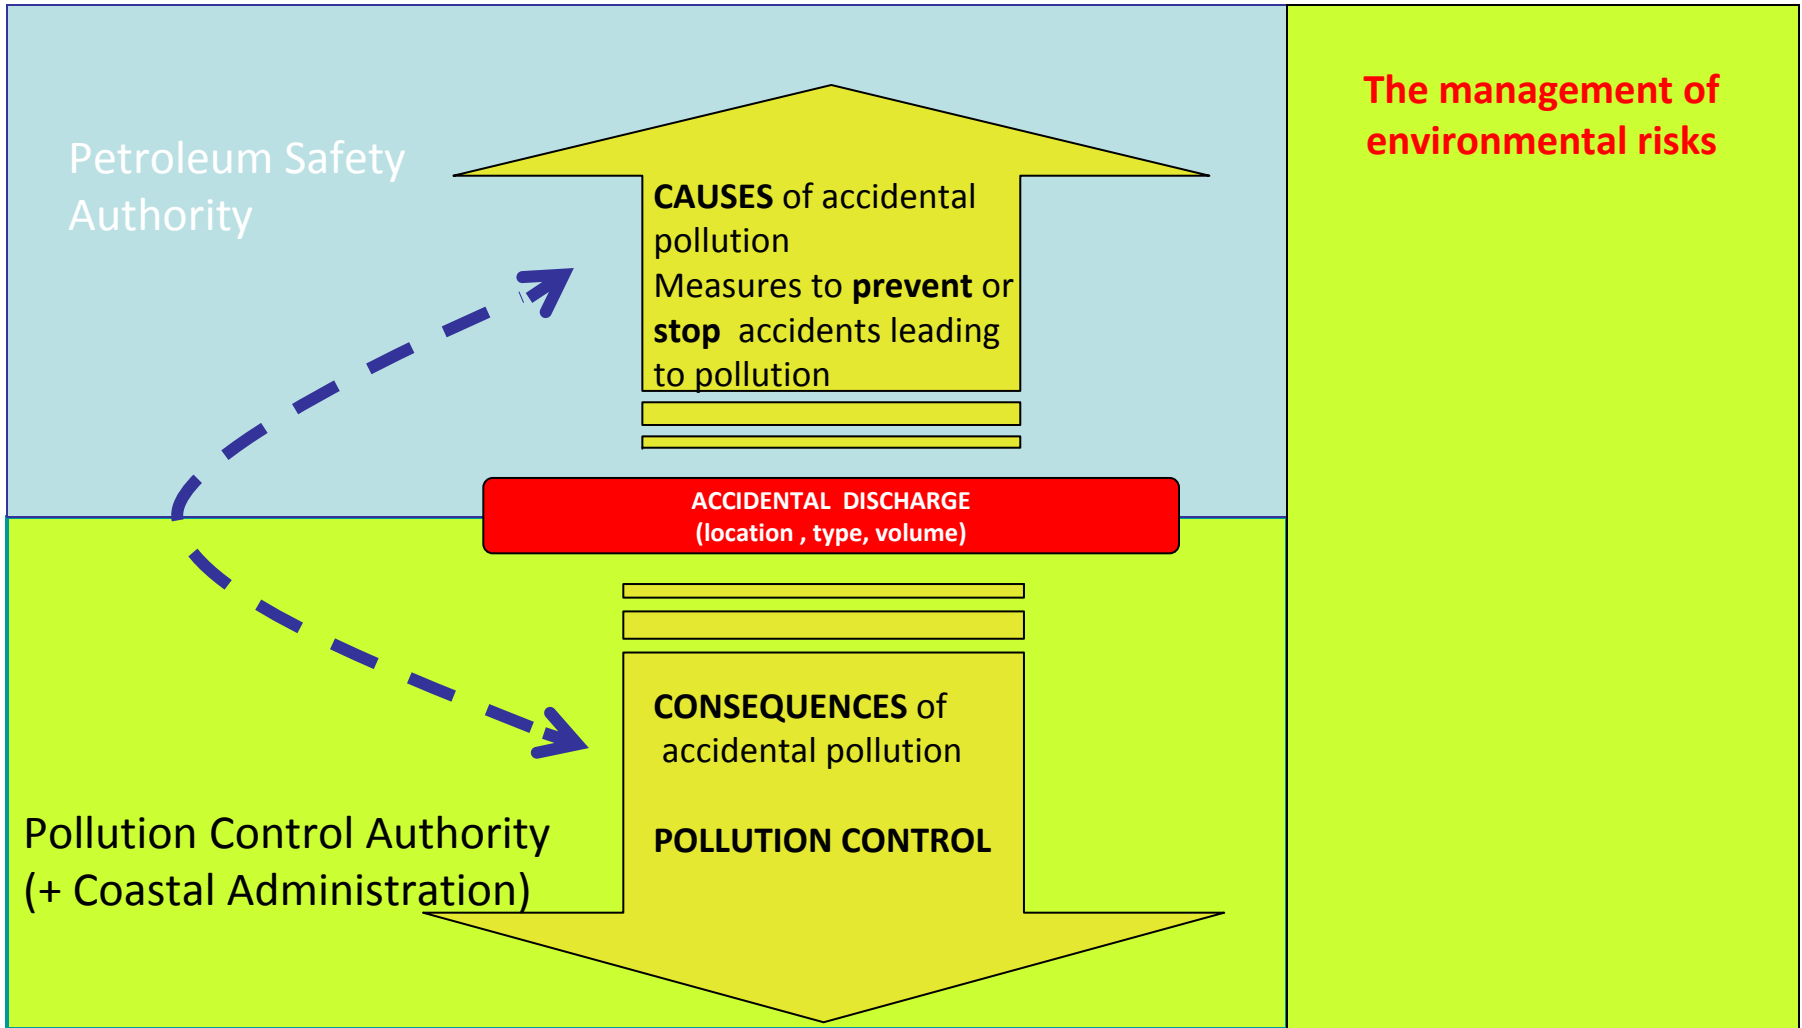 The management of
environmental risks
Petroleum Safety
Authority
CAUSES of accidental
pollution
Measures to prevent or
stop  accidents leading
to pollution
ACCIDENTAL  DISCHARGE
(location , type, volume)
CONSEQUENCES of
accidental pollution
POLLUTION CONTROL
Pollution Control Authority
(+ Coastal Administration)